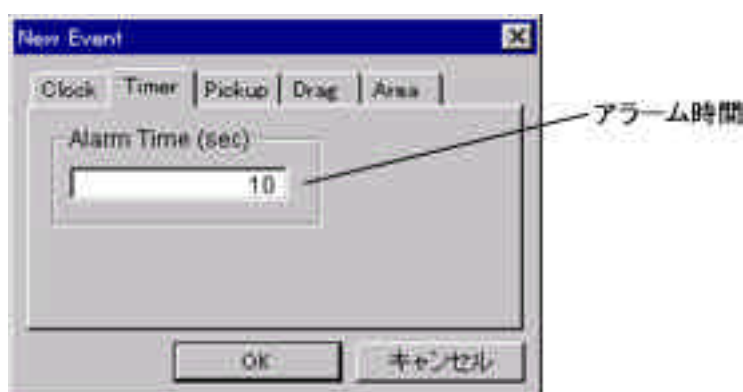 New Event
Clock Timer Pickup Drag Area
アラーム時間
Alarm Time (sec)
10
OK キャンセル